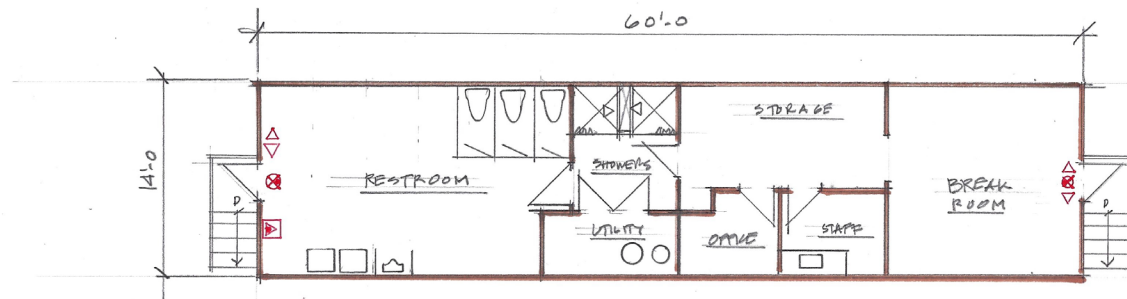 60'-0
14'-0
STORAGE
SHOWERS
RESTROOM
BREAK
ROOM
UTILITY
OFFICE
STAFF
D
D